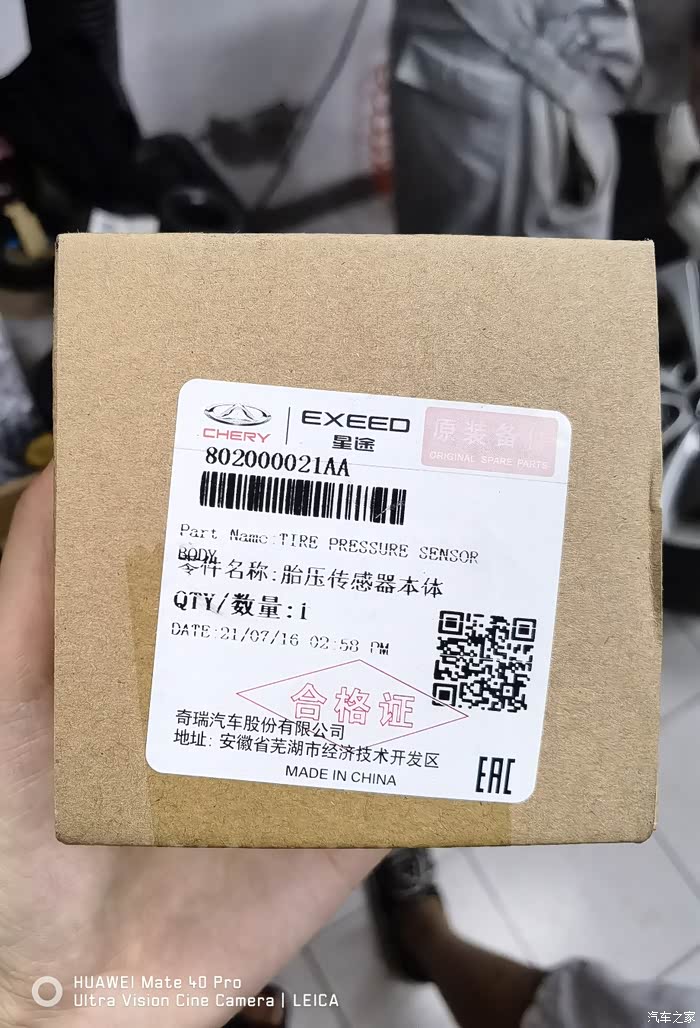 CHERY
EXEED
星途
原装备件
ORIGINAL SPARE PARTS
802000021AA
Part Name:TIRE PRESSURE SENSOR
BODY
零件名称:胎压传感器本体
QTY/数量:1
DATE:21/07/16 02:58 PM
合格证
奇瑞汽车股份有限公司
地址: 安徽省芜湖市经济技术开发区
MADE IN CHINA
EAC
HUAWEI Mate 40 Pro
Ultra Vision Cine Camera | LEICA
汽车之家